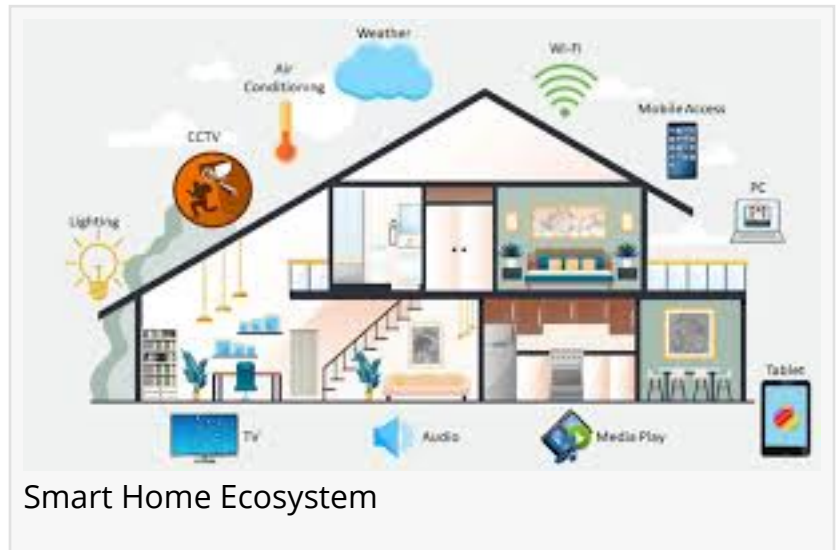 Weather
Wi-Fi
Air
Conditioning
Mobile Access
CCTV
PC
Lighting
Tablet
TV
Audio
Media Play
Smart Home Ecosystem